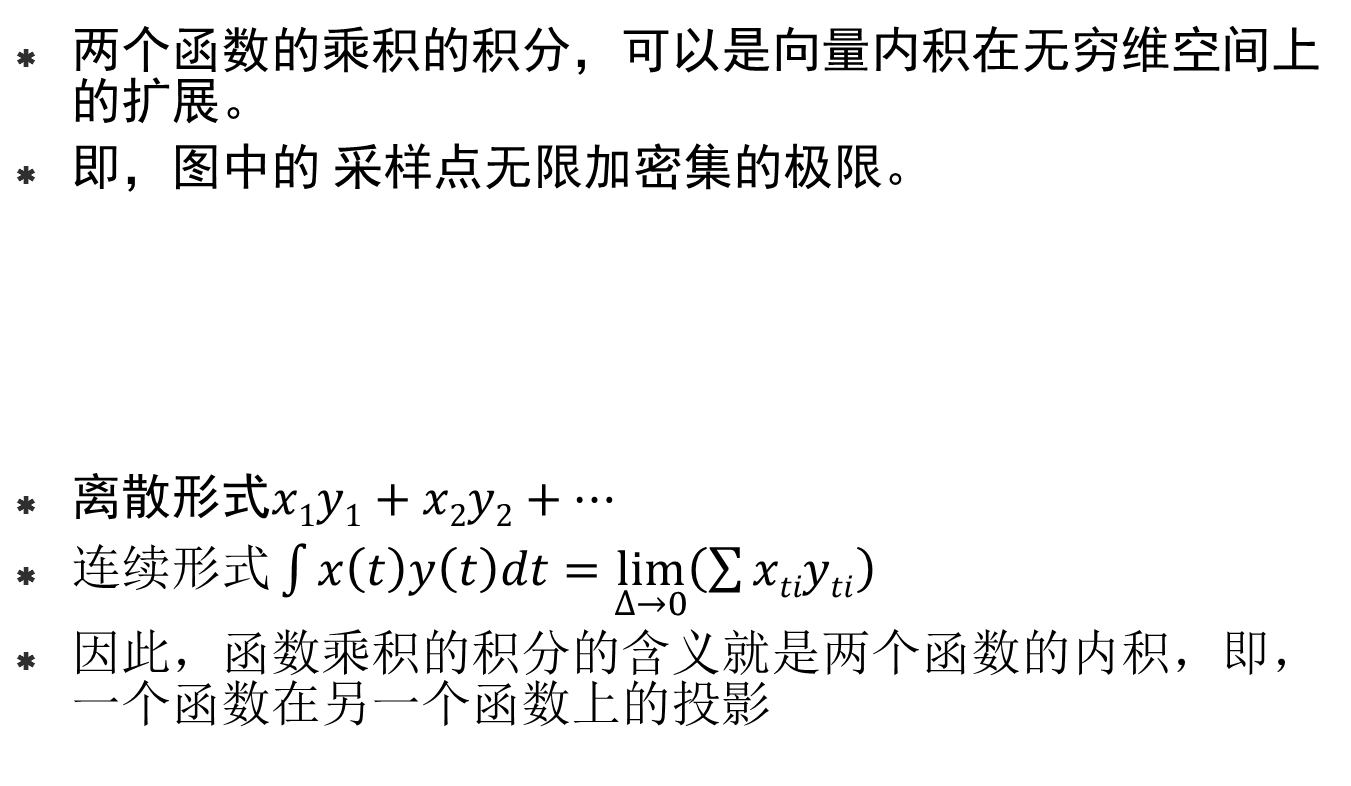 * 两个函数的乘积的积分，可以是向量内积在无穷维空间上
的扩展。
* 即，图中的 采样点无限加密集的极限。
* 离散形式x₁y₁ + x₂y₂ + ⋯
* 连续形式 ∫ x(t)y(t)dt = lim(∑ x_{ti}y_{ti})
Δ→0
* 因此，函数乘积的积分的含义就是两个函数的内积，即，
一个函数在另一个函数上的投影